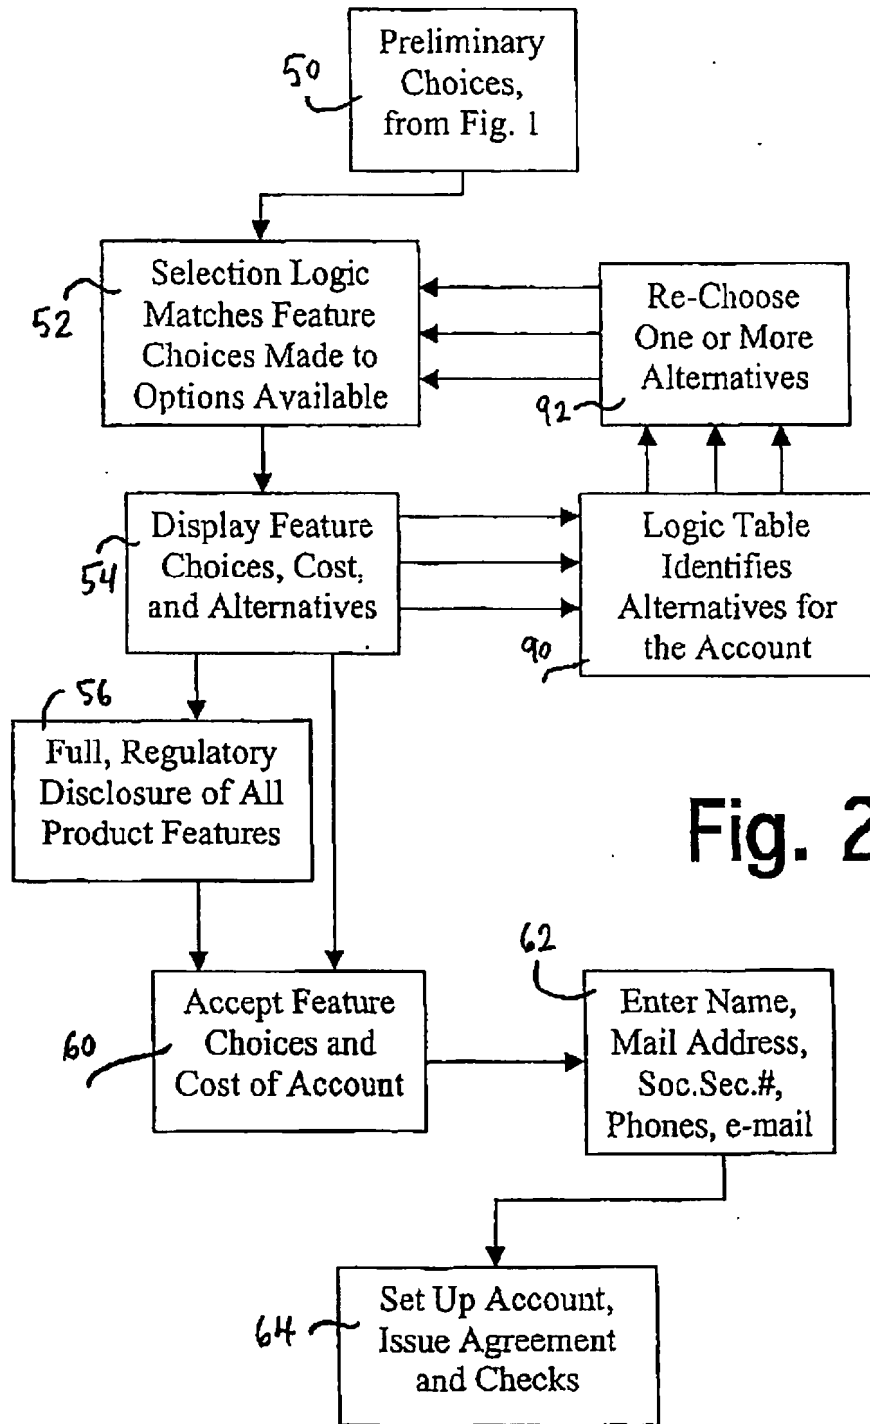 Preliminary
Choices,
from Fig. 1
50
Selection Logic
Matches Feature
Choices Made to
Options Available
52
Re-Choose
One or More
Alternatives
92
Display Feature
Choices, Cost,
and Alternatives
54
Logic Table
Identifies
Alternatives for
the Account
90
56
Full, Regulatory
Disclosure of All
Product Features
Fig. 2
Accept Feature
Choices and
Cost of Account
60
62
Enter Name,
Mail Address,
Soc.Sec.#,
Phones, e-mail
Set Up Account,
Issue Agreement
and Checks
64